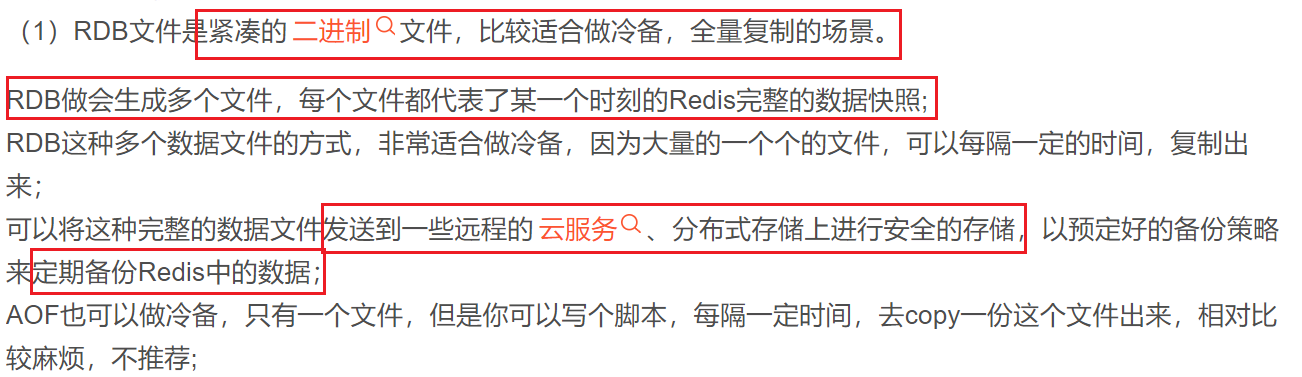 （1）RDB文件是紧凑的 二进制 文件，比较适合做冷备，全量复制的场景。
RDB做会生成多个文件，每个文件都代表了某一个时刻的Redis完整的数据快照;
RDB这种多个数据文件的方式，非常适合做冷备，因为大量的一个个的文件，可以每隔一定的时间，复制出
来；
可以将这种完整的数据文件发送到一些远程的 云服务 、分布式存储上进行安全的存储，以预定好的备份策略
来定期备份Redis中的数据；
AOF也可以做冷备，只有一个文件，但是你可以写个脚本，每隔一定时间，去copy一份这个文件出来，相对比
较麻烦，不推荐;